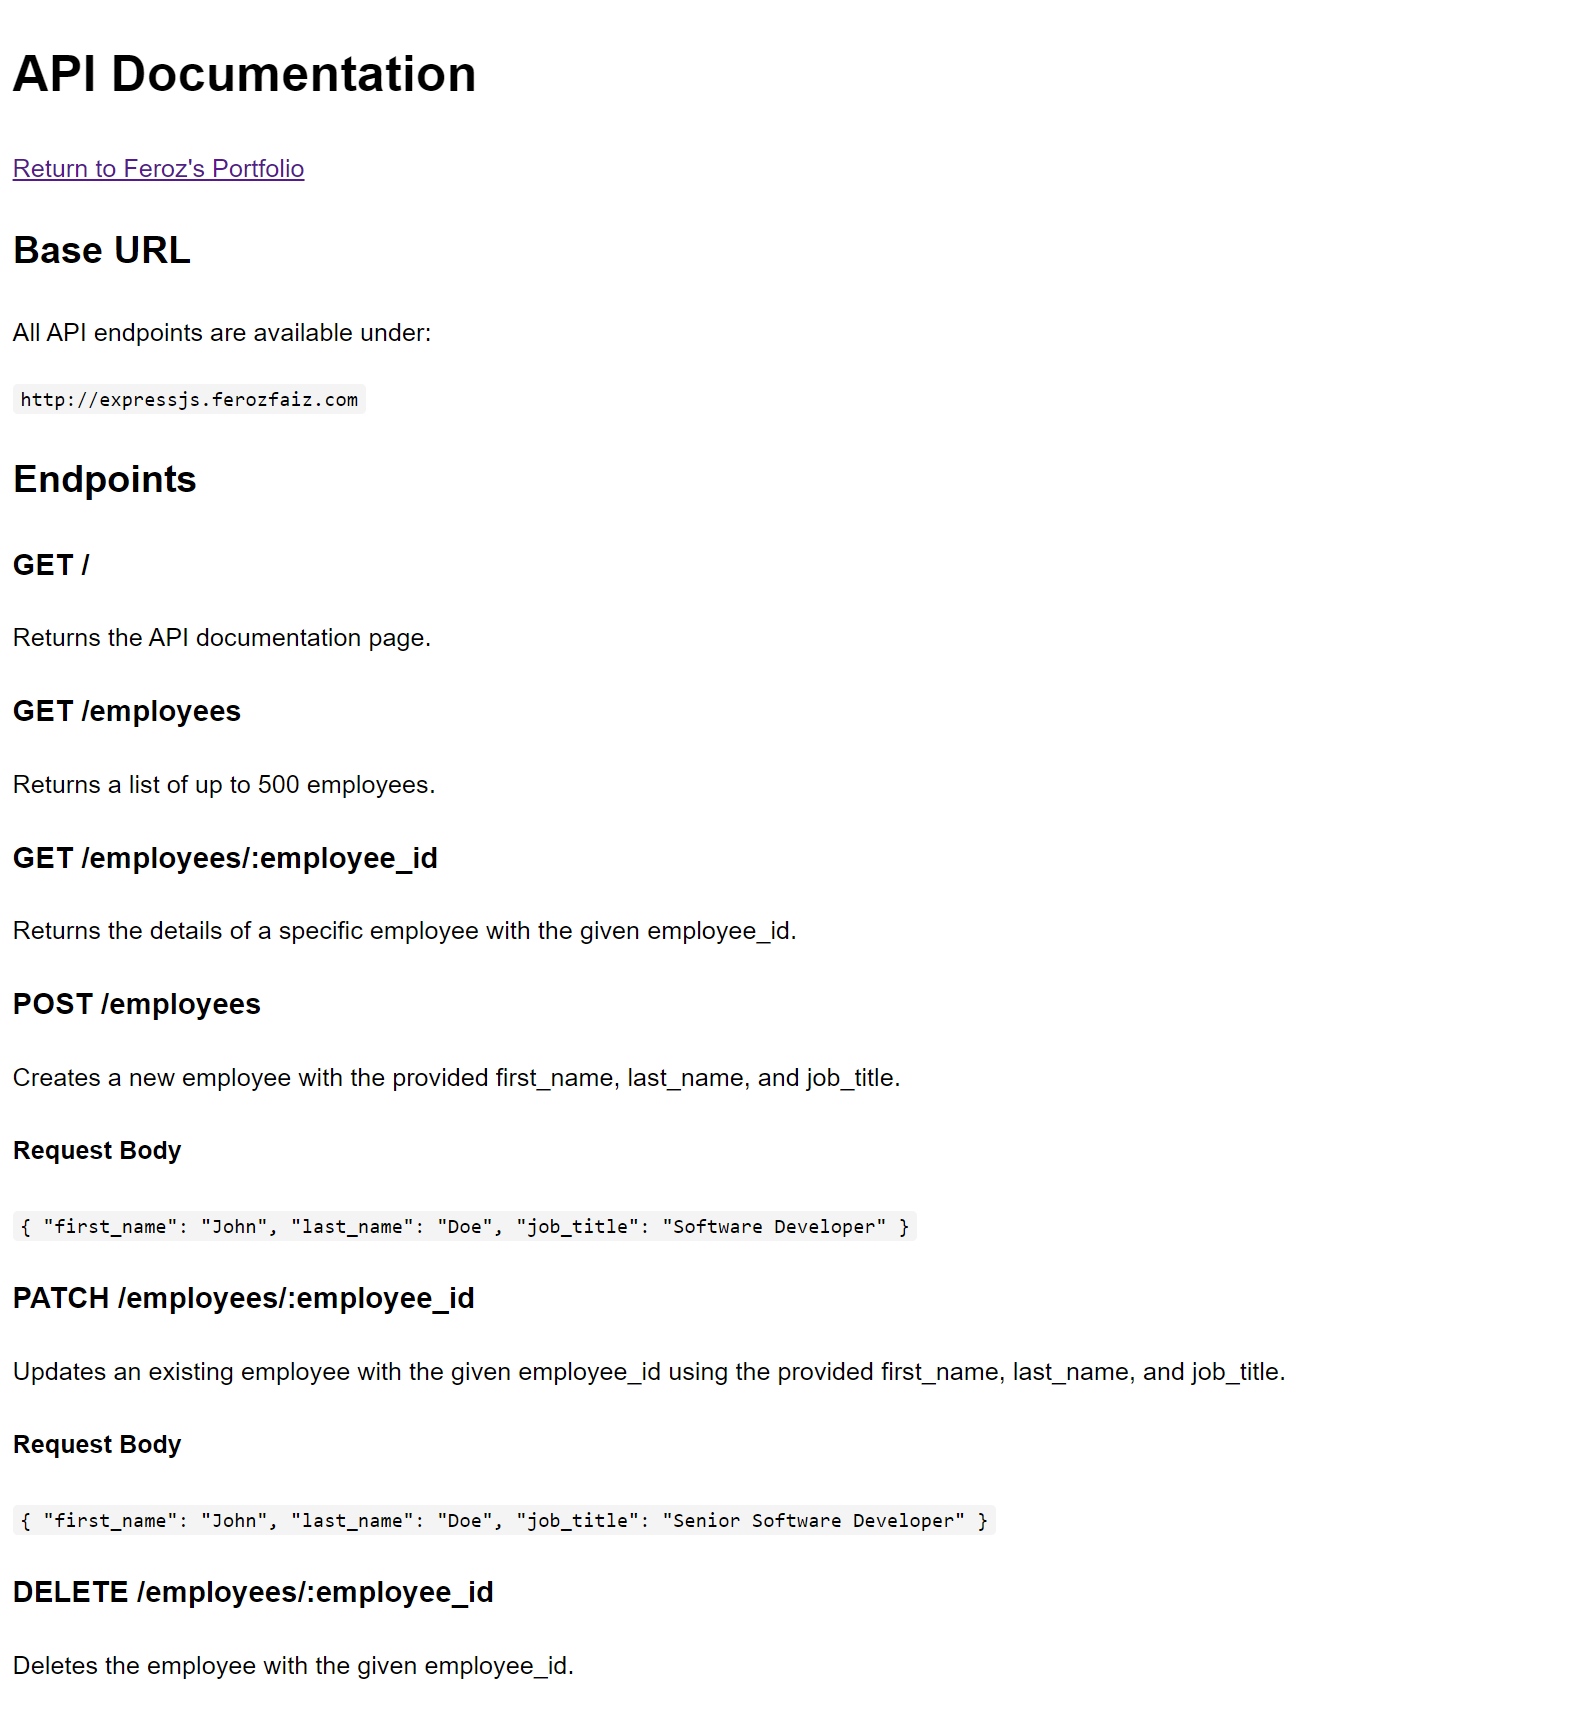 API Documentation
Return to Feroz's Portfolio
Base URL
All API endpoints are available under:
http://expressjs.ferozfaiz.com
Endpoints
GET /
Returns the API documentation page.
GET /employees
Returns a list of up to 500 employees.
GET /employees/:employee_id
Returns the details of a specific employee with the given employee_id.
POST /employees
Creates a new employee with the provided first_name, last_name, and job_title.
Request Body
{ "first_name": "John", "last_name": "Doe", "job_title": "Software Developer" }
PATCH /employees/:employee_id
Updates an existing employee with the given employee_id using the provided first_name, last_name, and job_title.
Request Body
{ "first_name": "John", "last_name": "Doe", "job_title": "Senior Software Developer" }
DELETE /employees/:employee_id
Deletes the employee with the given employee_id.